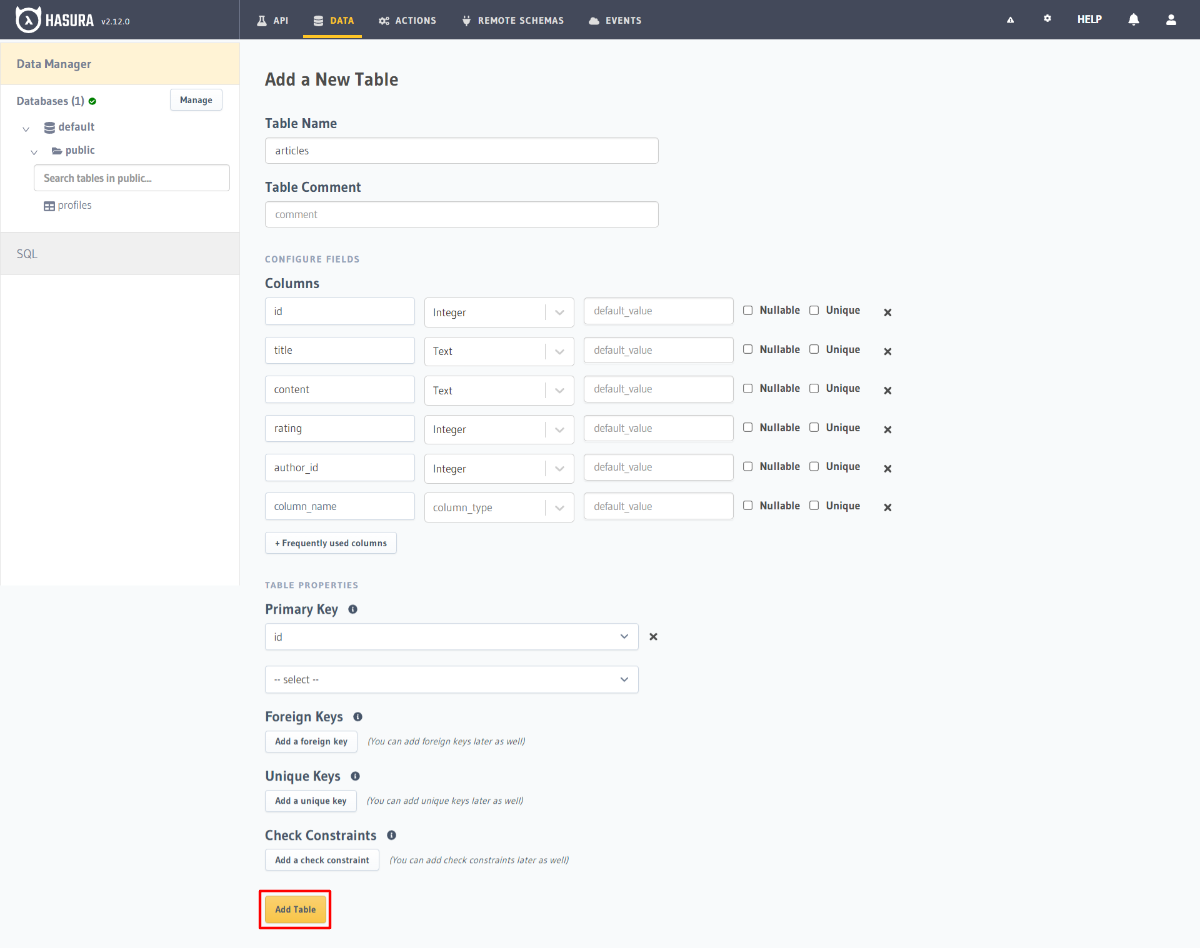 HASURA v2.12.0 API DATA ACTIONS REMOTE SCHEMAS EVENTS HELP
Data Manager
Databases (1) Manage
default
public
Search tables in public...
profiles
SQL
Add a New Table
Table Name
articles
Table Comment
comment
CONFIGURE FIELDS
Columns
id Integer default_value Nullable Unique
title Text default_value Nullable Unique
content Text default_value Nullable Unique
rating Integer default_value Nullable Unique
author_id Integer default_value Nullable Unique
column_name column_type default_value Nullable Unique
+ Frequently used columns
TABLE PROPERTIES
Primary Key
id
-- select --
Foreign Keys
Add a foreign key (You can add foreign keys later as well)
Unique Keys
Add a unique key (You can add unique keys later as well)
Check Constraints
Add a check constraint (You can add check constraints later as well)
Add Table